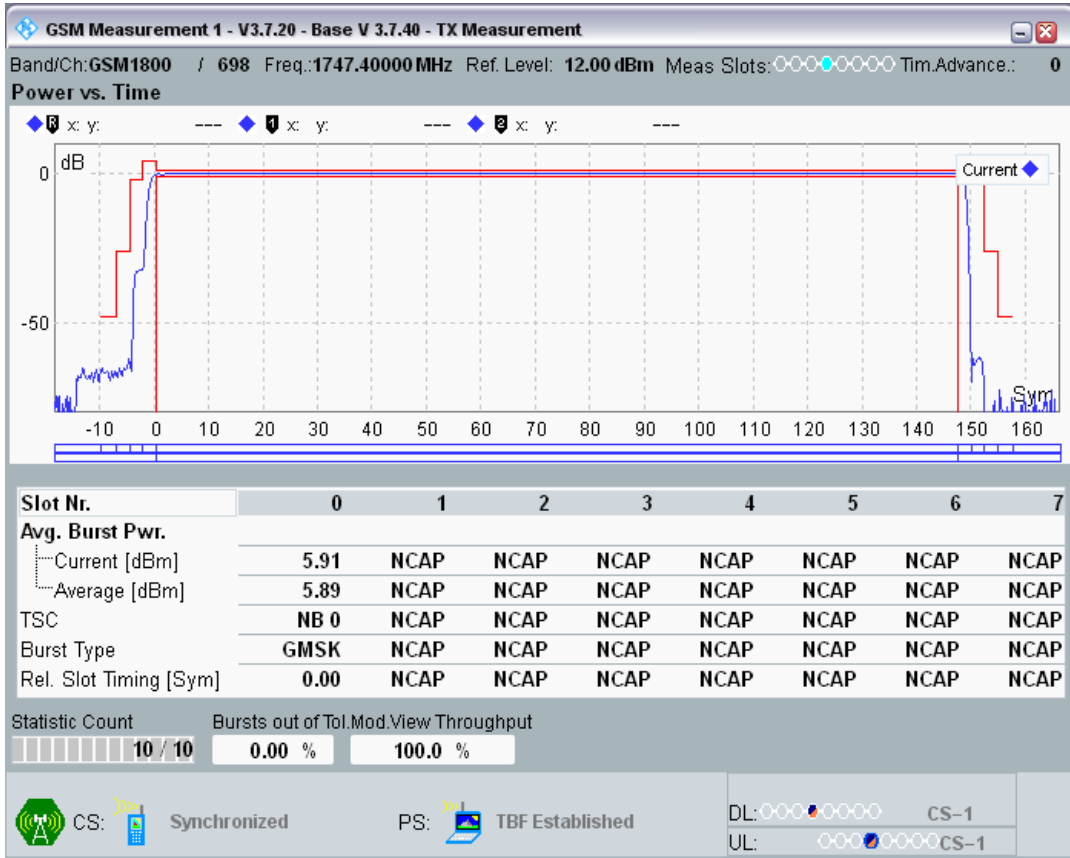 GSM Measurement 1 - V3.7.20 - Base V 3.7.40 - TX Measurement
Band/Ch:GSM1800 / 698 Freq.:1747.40000 MHz Ref. Level: 12.00 dBm Meas Slots: Tim.Advance.: 0
Power vs. Time
R x: y: --- 1 x: y: --- 2 x: y: ---
dB
Current
0
-50
Sym
-10 0 10 20 30 40 50 60 70 80 90 100 110 120 130 140 150 160
Slot Nr. 0 1 2 3 4 5 6 7
Avg. Burst Pwr.
Current [dBm] 5.91 NCAP NCAP NCAP NCAP NCAP NCAP NCAP
Average [dBm] 5.89 NCAP NCAP NCAP NCAP NCAP NCAP NCAP
TSC NB 0 NCAP NCAP NCAP NCAP NCAP NCAP NCAP
Burst Type GMSK NCAP NCAP NCAP NCAP NCAP NCAP NCAP
Rel. Slot Timing [Sym] 0.00 NCAP NCAP NCAP NCAP NCAP NCAP NCAP
Statistic Count Bursts out of Tol.Mod.View Throughput
10 / 10 0.00 % 100.0 %
CS: Synchronized PS: TBF Established DL: CS-1
UL: CS-1